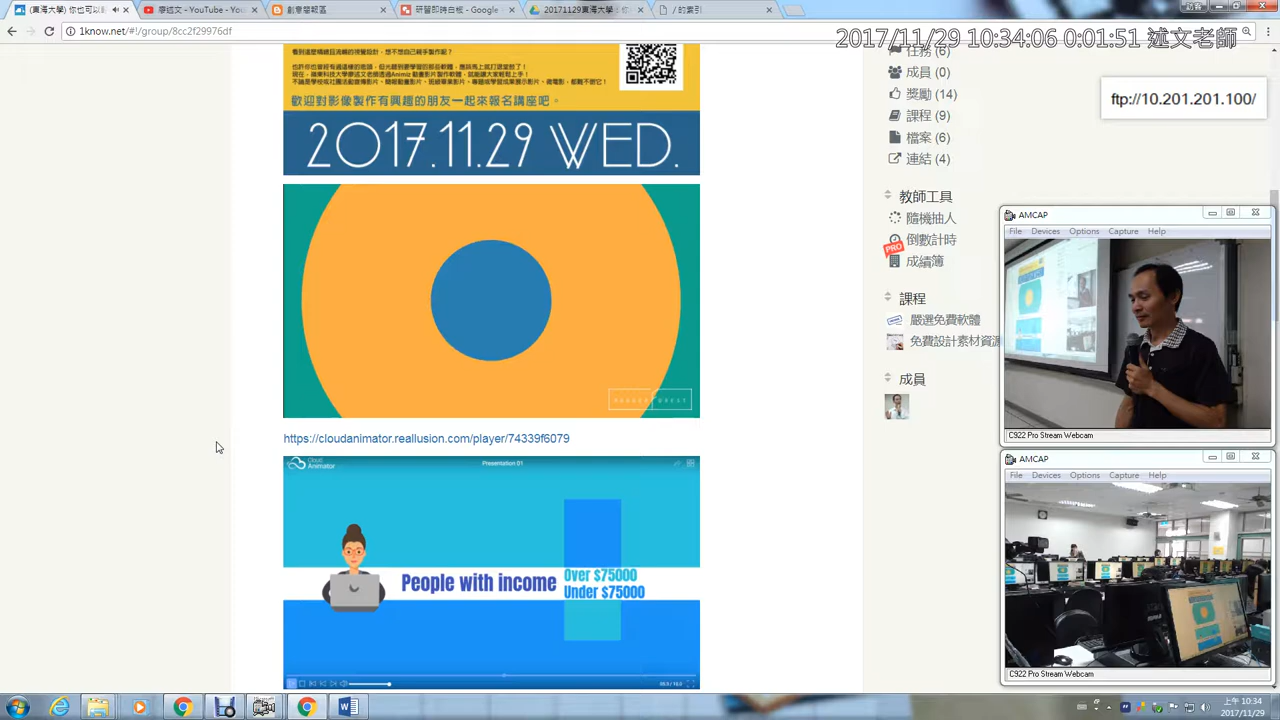 (東海大學) 你也可以
廖述文 - YouTube - You
創意簡報區
研習即時白板 - Google
20171129東海大學
/ 的索引
1know.net/#!/group/8cc2f29976df
2017/11/29 10:34:06 0:01:51 述文老師
ftp://10.201.201.100/
歡迎對影像製作有興趣的朋友一起來報名講座吧。
2017.11.29 WED.
https://cloudanimator.reallusion.com/player/74339f6079
Cloud Animator
Presentation 01
People with income
Over $75000
Under $75000
任務 (6)
成員 (0)
獎勵 (14)
課程 (9)
檔案 (6)
連結 (4)
教師工具
隨機抽人
倒數計時
PRO
成績簿
課程
嚴選免費軟體
免費設計素材資源
成員
AMCAP
File Devices Options Capture Help
C922 Pro Stream Webcam
AMCAP
File Devices Options Capture Help
C922 Pro Stream Webcam
上午 10:34
2017/11/29